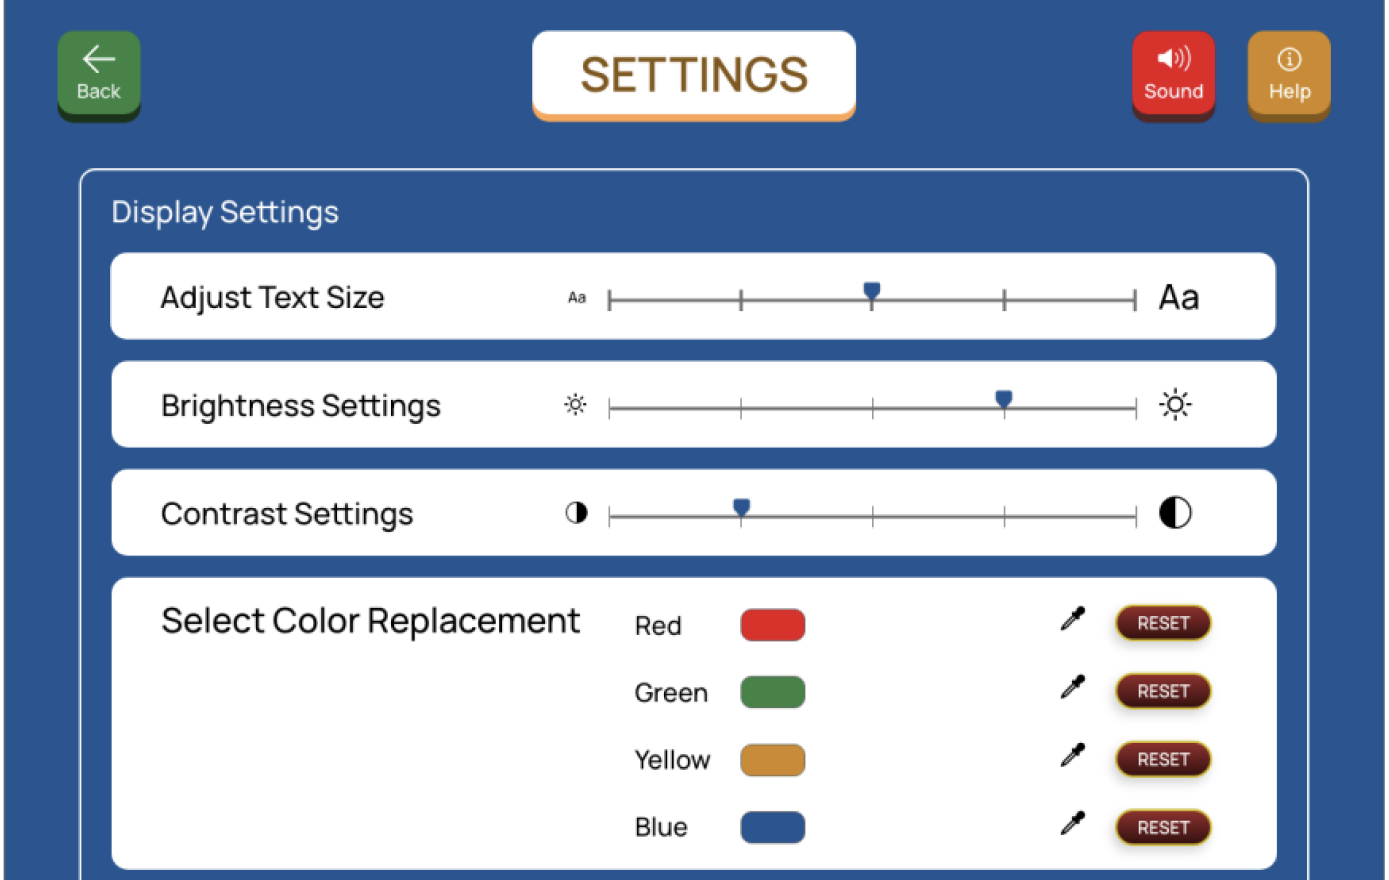 Back
SETTINGS
Sound
Help
Display Settings
Adjust Text Size Aa Aa
Brightness Settings
Contrast Settings
Select Color Replacement Red RESET
Green RESET
Yellow RESET
Blue RESET